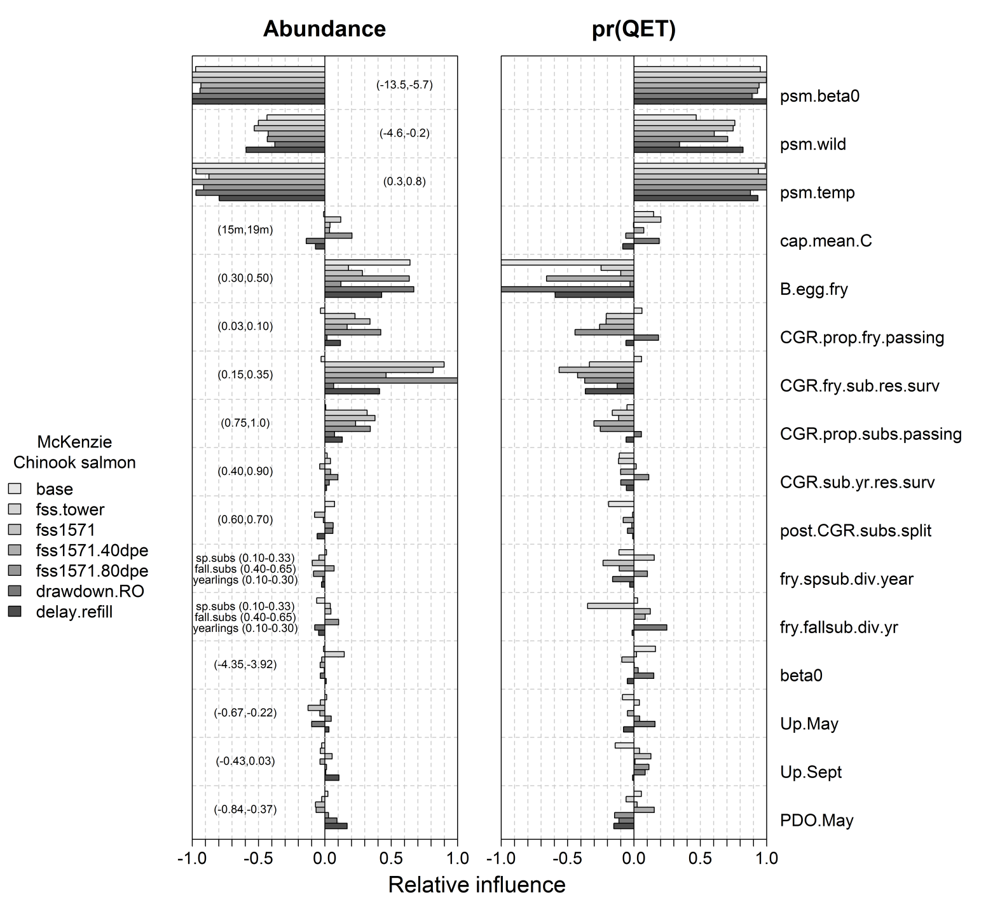 Abundance pr(QET)
(-13.5,-5.7) psm.beta0
(-4.6,-0.2) psm.wild
(0.3,0.8) psm.temp
(15m,19m) cap.mean.C
(0.30,0.50) B.egg.fry
(0.03,0.10) CGR.prop.fry.passing
(0.15,0.35) CGR.fry.sub.res.surv
(0.75,1.0) CGR.prop.subs.passing
(0.40,0.90) CGR.sub.yr.res.surv
(0.60,0.70) post.CGR.subs.split
sp.subs (0.10-0.33)
fall.subs (0.40-0.65)
yearlings (0.10-0.30)
fry.spsub.div.year
sp.subs (0.10-0.33)
fall.subs (0.40-0.65)
yearlings (0.10-0.30)
fry.fallsub.div.yr
(-4.35,-3.92) beta0
(-0.67,-0.22) Up.May
(-0.43,0.03) Up.Sept
(-0.84,-0.37) PDO.May
McKenzie
Chinook salmon
base
fss.tower
fss1571
fss1571.40dpe
fss1571.80dpe
drawdown.RO
delay.refill
-1.0 -0.5 0.0 0.5 1.0 -1.0 -0.5 0.0 0.5 1.0
Relative influence